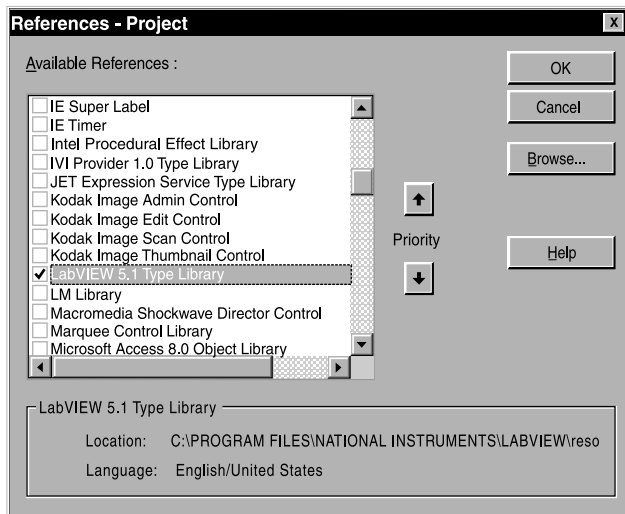 References - Project
X
Available References :
IE Super Label
IE Timer
Intel Procedural Effect Library
IVI Provider 1.0 Type Library
JET Expression Service Type Library
Kodak Image Admin Control
Kodak Image Edit Control
Kodak Image Scan Control
Kodak Image Thumbnail Control
LabVIEW 5.1 Type Library
LM Library
Macromedia Shockwave Director Control
Marquee Control Library
Microsoft Access 8.0 Object Library
Priority
OK
Cancel
Browse...
Help
LabVIEW 5.1 Type Library
Location: C:\PROGRAM FILES\NATIONAL INSTRUMENTS\LABVIEW\reso
Language: English/United States